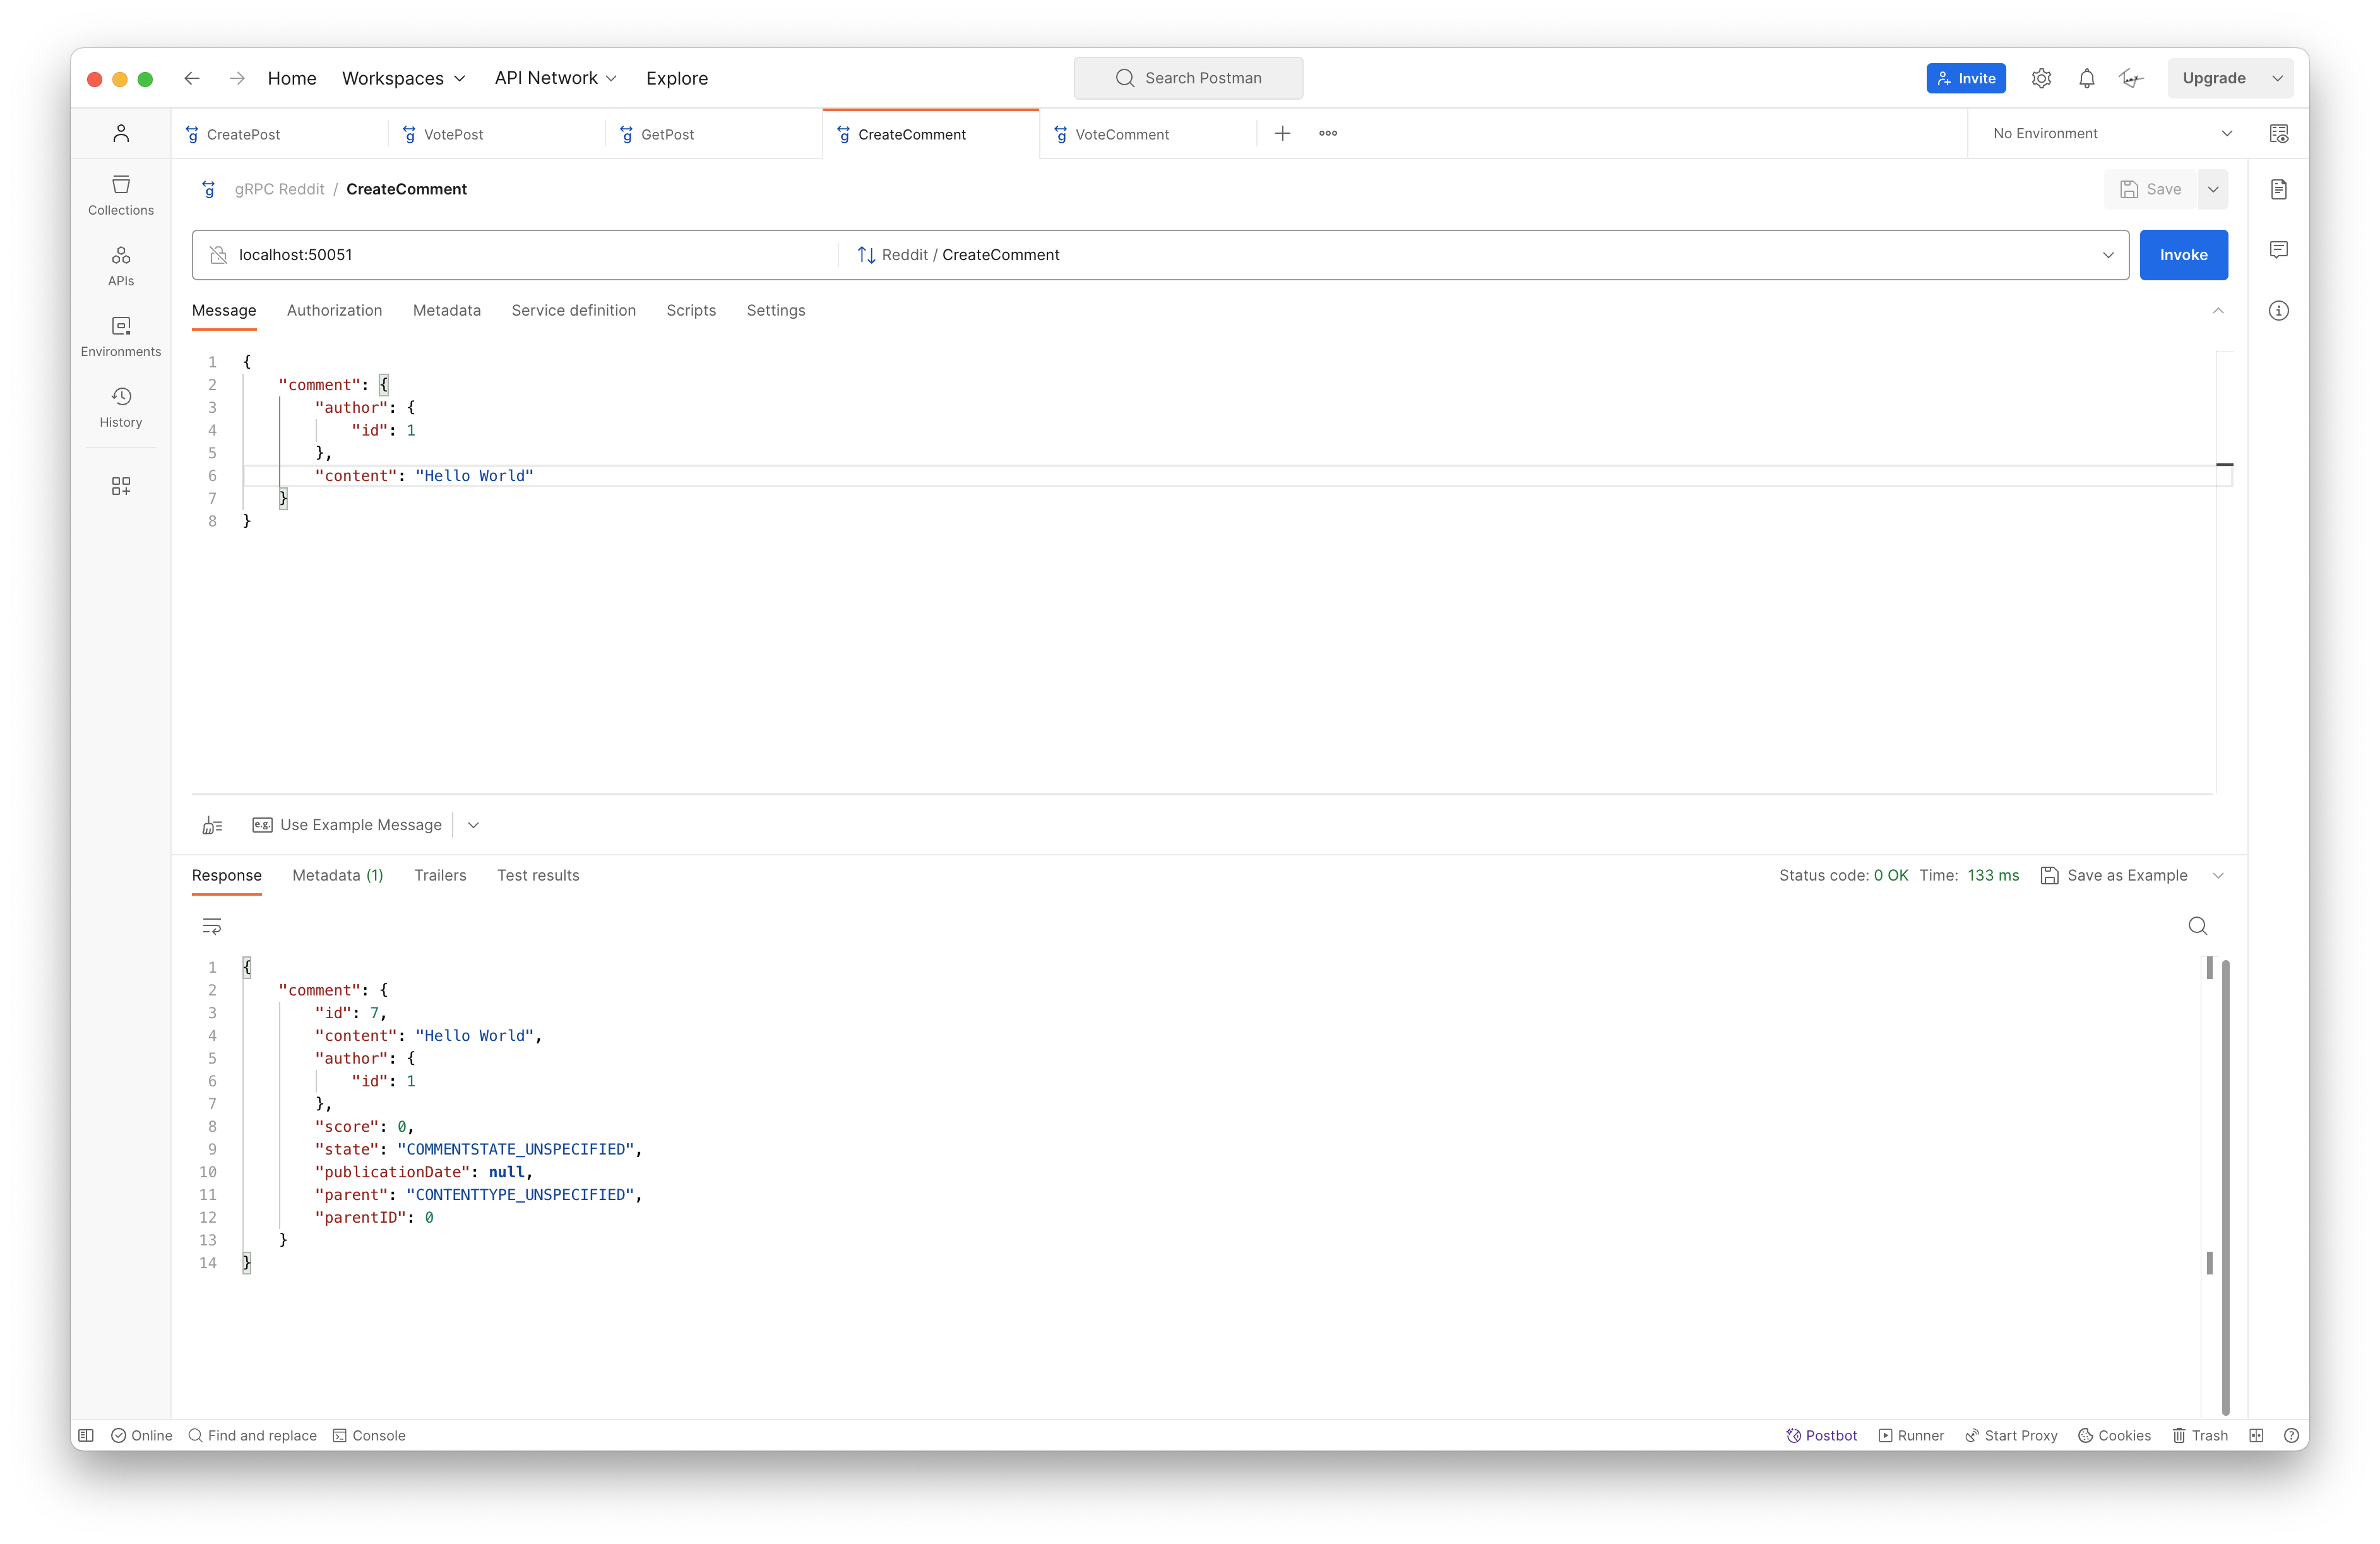 Home Workspaces API Network Explore Search Postman Invite Upgrade
CreatePost VotePost GetPost CreateComment VoteComment No Environment
gRPC Reddit / CreateComment Save
Collections
APIs
Environments
History
localhost:50051 Reddit / CreateComment Invoke
Message Authorization Metadata Service definition Scripts Settings
1 {
2 "comment": {
3 "author": {
4 "id": 1
5 },
6 "content": "Hello World"
7 }
8 }
e.g. Use Example Message
Response Metadata (1) Trailers Test results Status code: 0 OK Time: 133 ms Save as Example
1 {
2 "comment": {
3 "id": 7,
4 "content": "Hello World",
5 "author": {
6 "id": 1
7 },
8 "score": 0,
9 "state": "COMMENTSTATE_UNSPECIFIED",
10 "publicationDate": null,
11 "parent": "CONTENTTYPE_UNSPECIFIED",
12 "parentID": 0
13 }
14 }
Online Find and replace Console Postbot Runner Start Proxy Cookies Trash